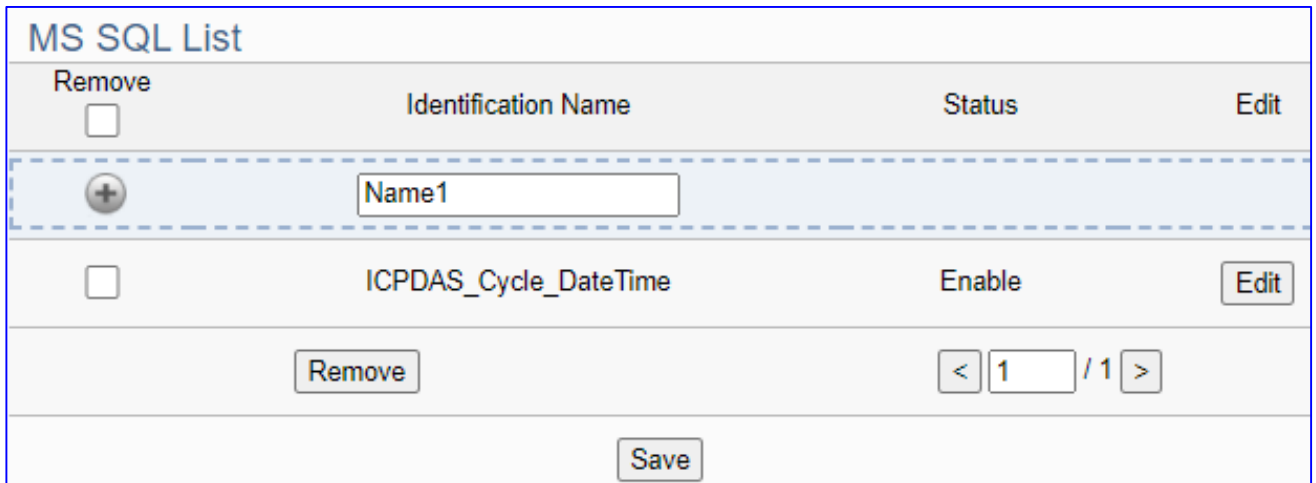 MS SQL List
Remove Identification Name Status Edit
Name1
ICPDAS_Cycle_DateTime Enable Edit
Remove < 1 / 1 >
Save